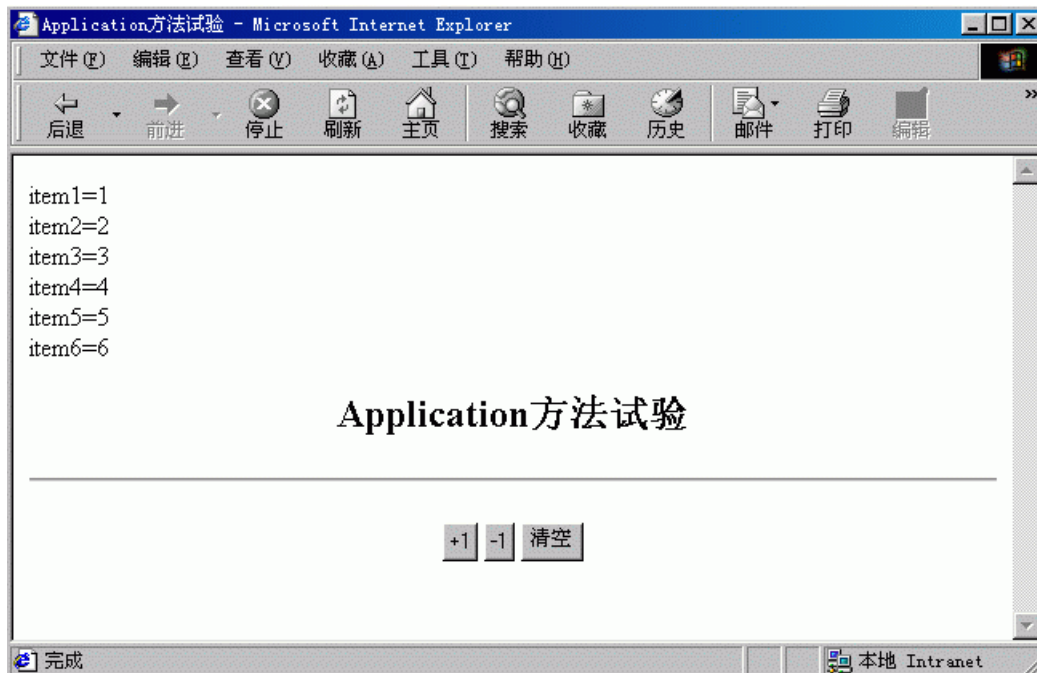 Application方法试验 - Microsoft Internet Explorer
文件(F) 编辑(E) 查看(V) 收藏(A) 工具(T) 帮助(H)
后退 前进 停止 刷新 主页 搜索 收藏 历史 邮件 打印 编辑
item1=1
item2=2
item3=3
item4=4
item5=5
item6=6
Application方法试验
+1 -1 清空
完成 本地 Intranet